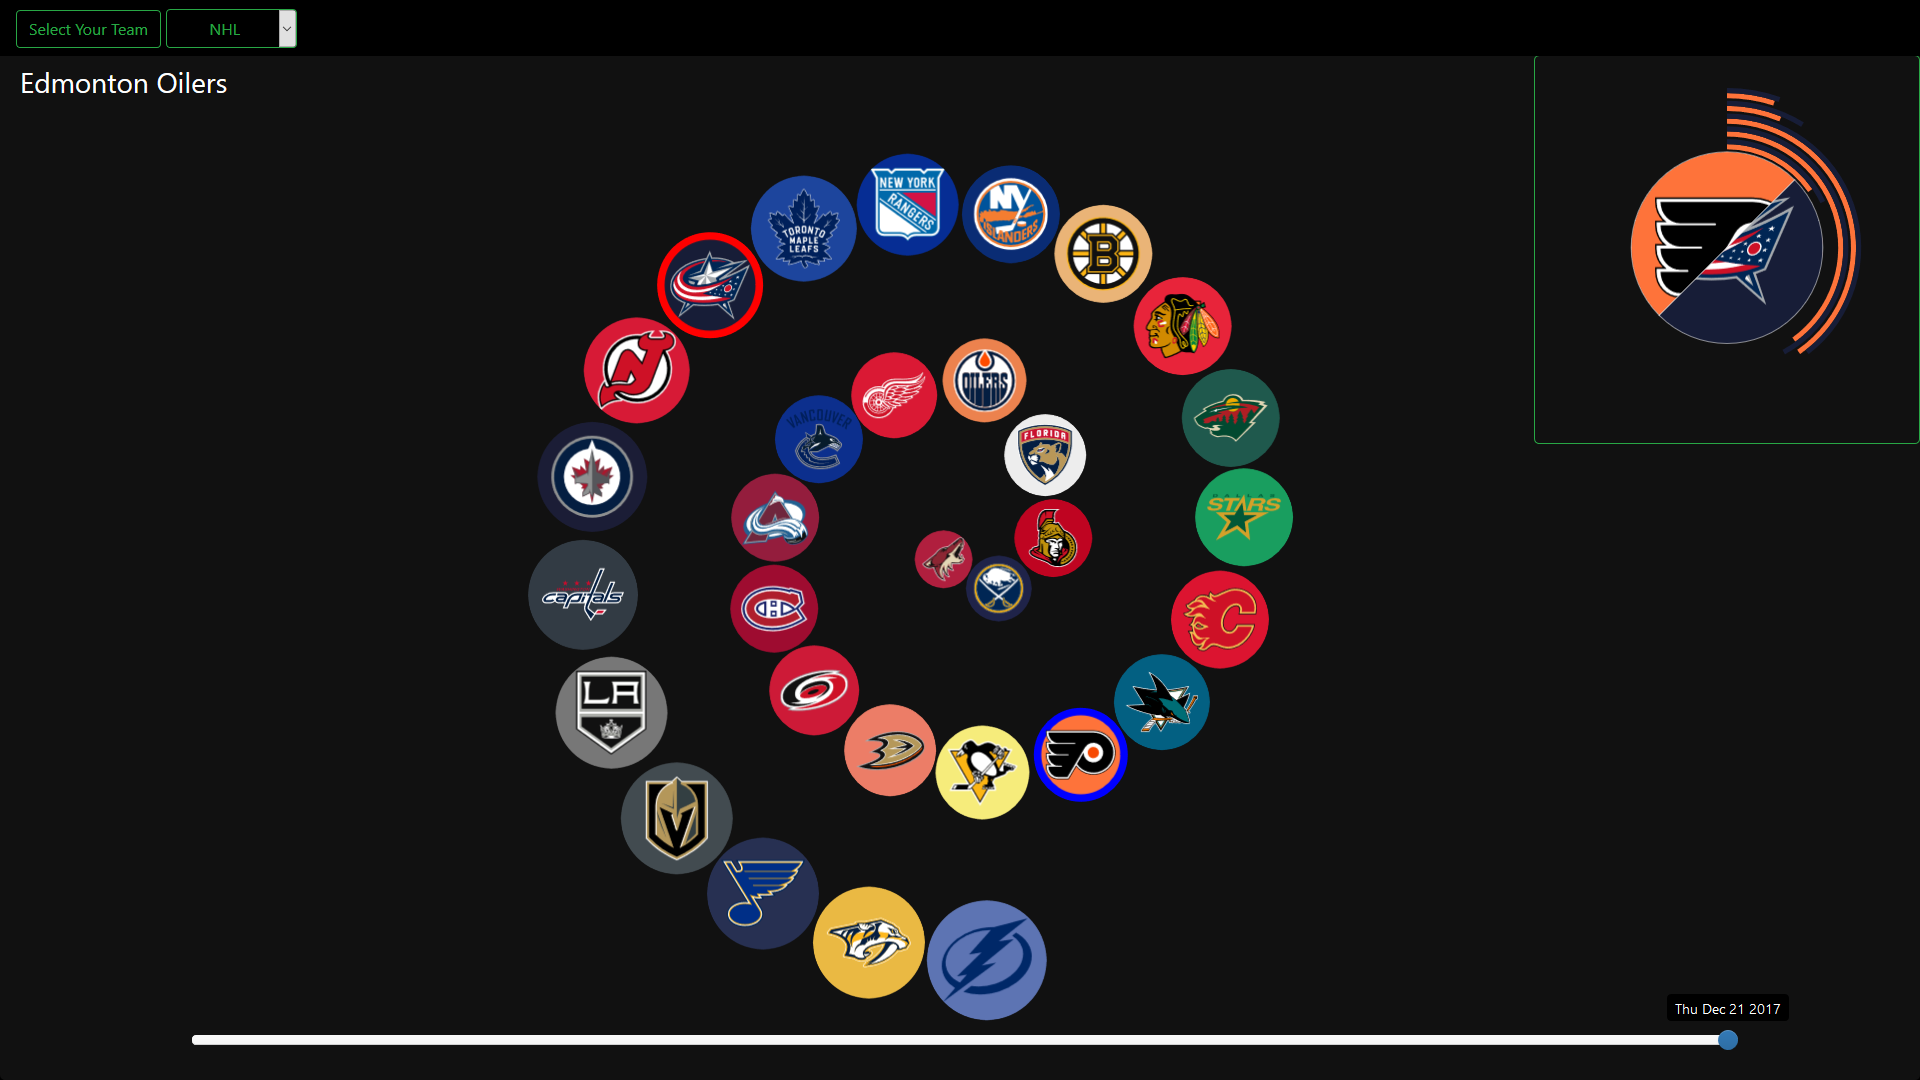 Select Your Team
NHL
Edmonton Oilers
TORONTO
MAPLE
LEAFS
NEW YORK
RANGERS
NY
ISLANDERS
B
OILERS
VANCOUVER
FLORIDA
DALLAS
STARS
capitals
LA
Thu Dec 21 2017